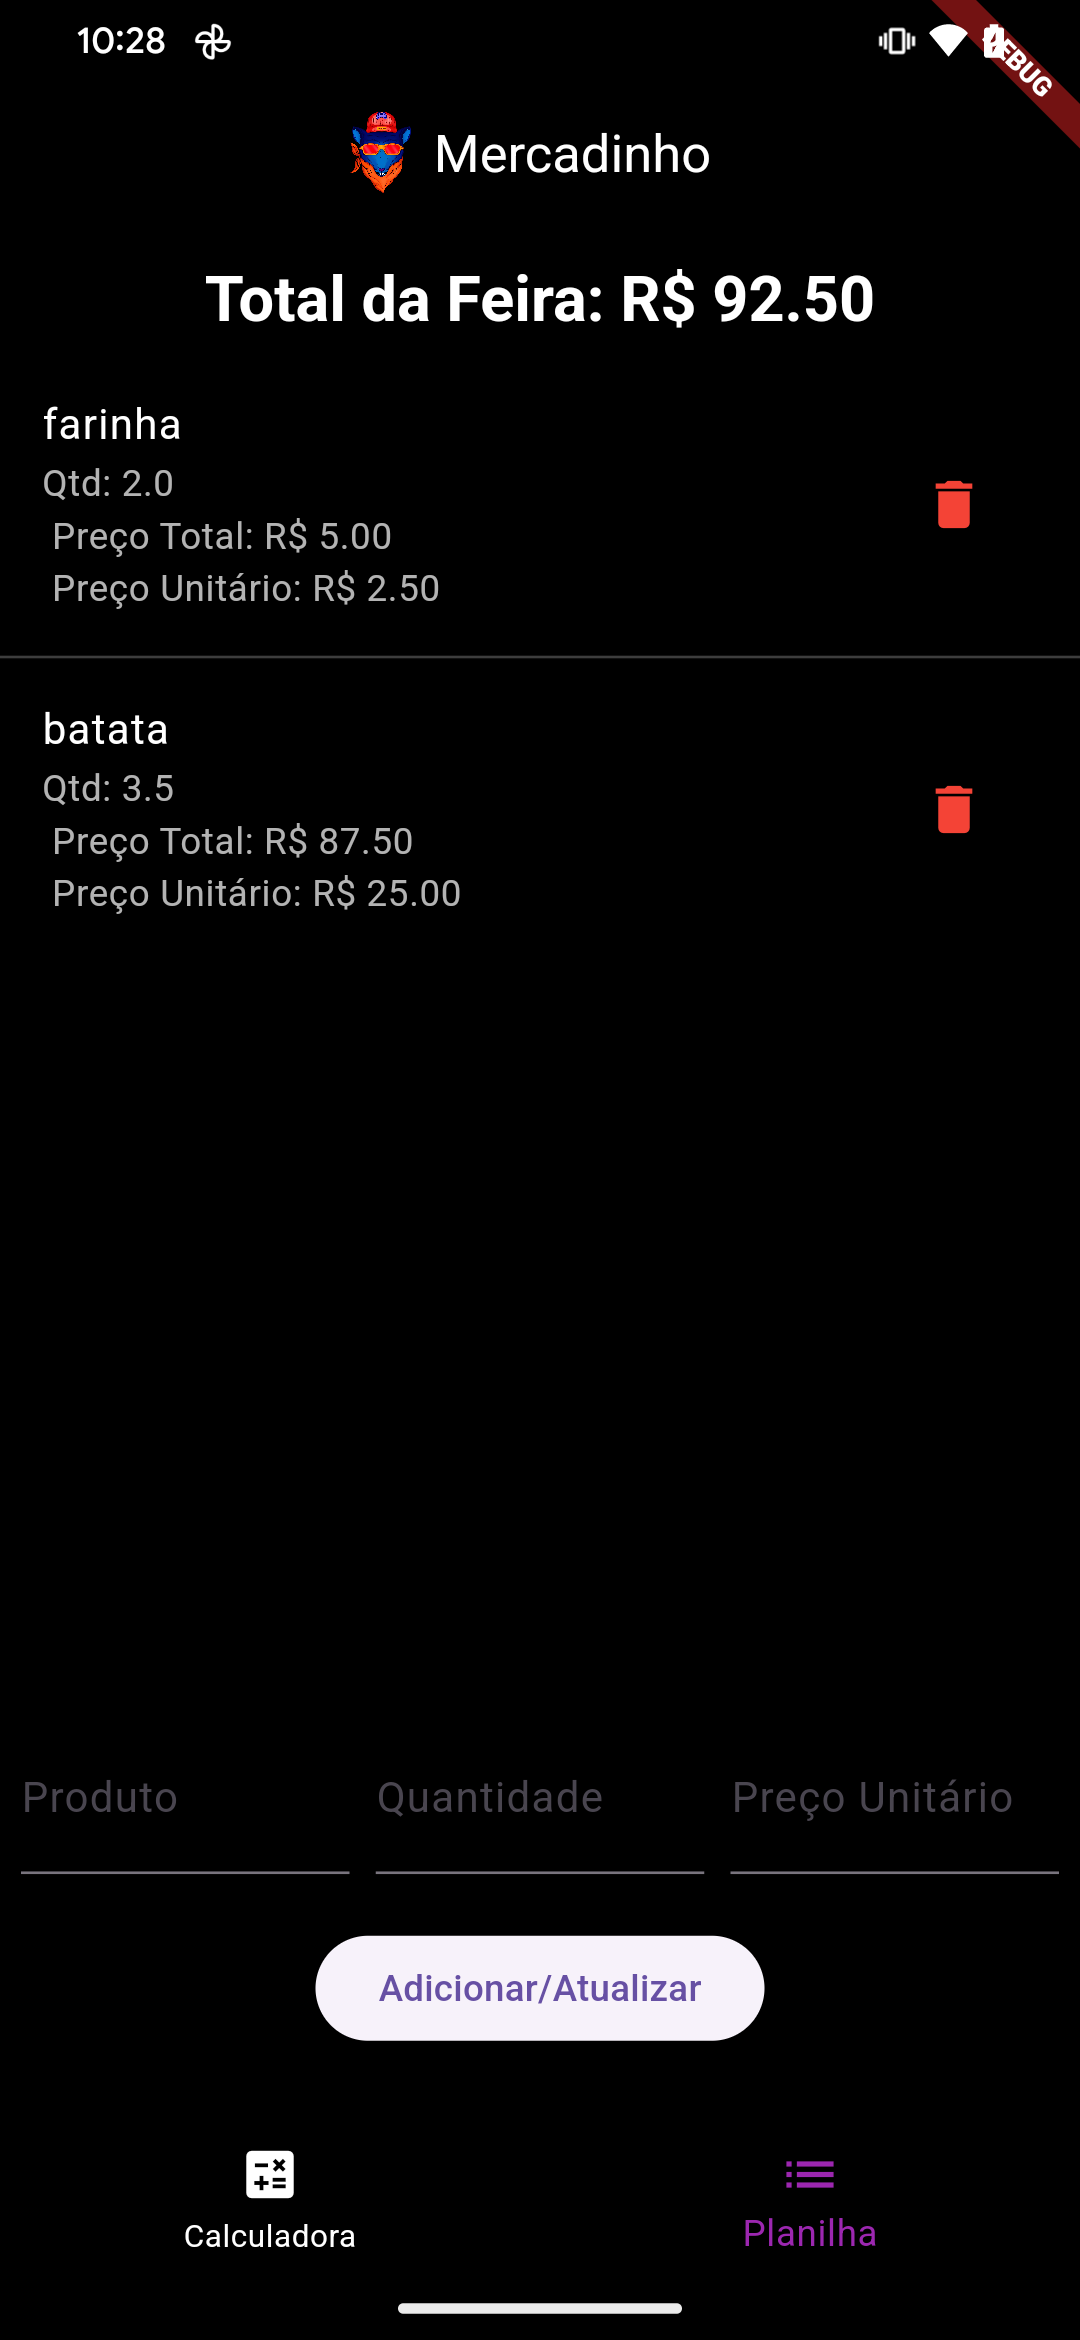 10:28
DEBUG
Mercadinho
Total da Feira: R$ 92.50
farinha
Qtd: 2.0
Preço Total: R$ 5.00
Preço Unitário: R$ 2.50
batata
Qtd: 3.5
Preço Total: R$ 87.50
Preço Unitário: R$ 25.00
Produto Quantidade Preço Unitário
Adicionar/Atualizar
Calculadora Planilha